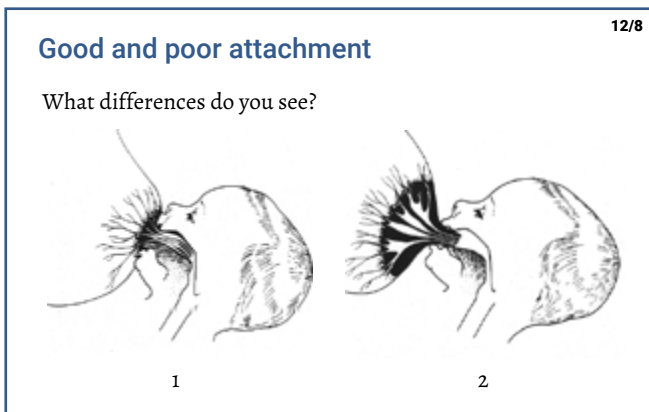 12/8
Good and poor attachment
What differences do you see?
1
2